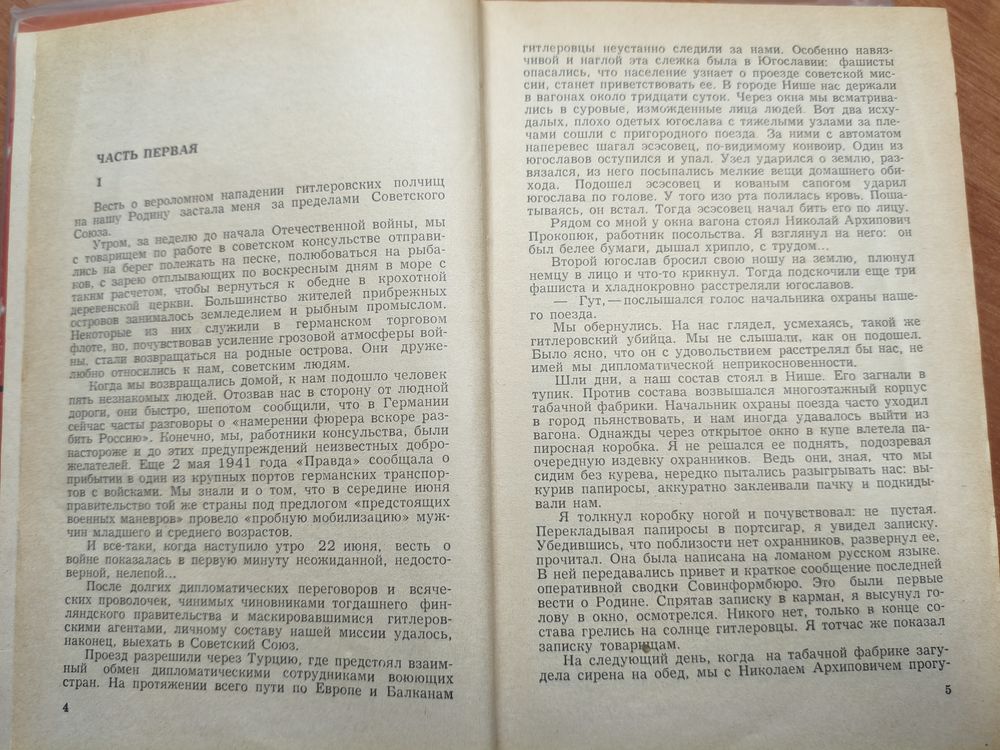 ЧАСТЬ ПЕРВАЯ
I
Весть о вероломном нападении гитлеровских полчищ
на нашу Родину застала меня за пределами Советского
Союза.
Утром, за неделю до начала Отечественной войны, мы
с товарищем по работе в советском консульстве отправи-
лись на берег полежать на песке, полюбоваться на рыба-
ков, с зарею отплывающих по воскресным дням в море с
таким расчетом, чтобы вернуться к обедне в крохотной
деревенской церкви. Большинство жителей прибрежных
островов занималось земледелием и рыбным промыслом.
Некоторые из них служили в германском торговом
флоте, но, почувствовав усиление грозовой атмосферы вой-
ны, стали возвращаться на родные острова. Они друже-
любно относились к нам, советским людям.
Когда мы возвращались домой, к нам подошло человек
пять незнакомых людей. Отозвав нас в сторону от людной
дороги, они быстро, шепотом сообщили, что в Германии
сейчас часты разговоры о «намерении фюрера вскоре раз-
бить Россию». Конечно, мы, работники консульства, были
настороже и до этих предупреждений неизвестных добро-
желателей. Еще 2 мая 1941 года «Правда» сообщала о
прибытии в один из крупных портов германских транспор-
тов с войсками. Мы знали и о том, что в середине июня
правительство той же страны под предлогом «предстоящих
военных маневров» провело «пробную мобилизацию» муж-
чин младшего и среднего возрастов.
И все-таки, когда наступило утро 22 июня, весть о
войне показалась в первую минуту неожиданной, недосто-
верной, нелепой...
После долгих дипломатических переговоров и всяче-
ских проволочек, чинимых чиновниками тогдашнего фин-
ляндского правительства и маскировавшимися гитлеров-
скими агентами, личному составу нашей миссии удалось,
наконец, выехать в Советский Союз.
Проезд разрешили через Турцию, где предстоял взаим-
ный обмен дипломатическими сотрудниками воюющих
стран. На протяжении всего пути по Европе и Балканам
4
гитлеровцы неустанно следили за нами. Особенно навяз-
чивой и наглой эта слежка была в Югославии: фашисты
опасались, что население узнает о проезде советской мис-
сии, станет приветствовать ее. В городе Нише нас держали
в вагонах около тридцати суток. Через окна мы всматрива-
лись в суровые, изможденные лица людей. Вот два исху-
далых, плохо одетых югослава с тяжелыми узлами за пле-
чами сошли с пригородного поезда. За ними с автоматом
наперевес шагал эсэсовец, по-видимому конвоир. Один из
югославов оступился и упал. Узел ударился о землю, раз-
вязался, из него посыпались мелкие вещи домашнего оби-
хода. Подошел эсэсовец и кованым сапогом ударил
югослава по голове. У того изо рта полилась кровь. Поша-
тываясь, он встал. Тогда эсэсовец начал бить его по лицу.
Рядом со мной у окна вагона стоял Николай Архипович
Прокопюк, работник посольства. Я взглянул на него: он
был белее бумаги, дышал хрипло, с трудом...
Второй югослав бросил свою ношу на землю, плюнул
немцу в лицо и что-то крикнул. Тогда подскочили еще три
фашиста и хладнокровно расстреляли югославов.
— Гут, — послышался голос начальника охраны наше-
го поезда.
Мы обернулись. На нас глядел, усмехаясь, такой же
гитлеровский убийца. Мы не слышали, как он подошел.
Было ясно, что он с удовольствием расстрелял бы нас, не
имей мы дипломатической неприкосновенности.
Шли дни, а наш состав стоял в Нише. Его загнали в
тупик. Против состава возвышался многоэтажный корпус
табачной фабрики. Начальник охраны поезда часто уходил
в город пьянствовать, и нам иногда удавалось выйти из
вагона. Однажды через открытое окно в купе влетела па-
пиросная коробка. Я не решался ее поднять, подозревая
очередную издевку охранников. Ведь они, зная, что мы
сидим без курева, нередко пытались разыгрывать нас: вы-
курив папиросы, аккуратно заклеивали пачку и подкиды-
вали нам.
Я толкнул коробку ногой и почувствовал: не пустая.
Перекладывая папиросы в портсигар, я увидел записку.
Убедившись, что поблизости нет охранников, развернул ее,
прочитал. Она была написана на ломаном русском языке.
В ней передавались привет и краткое сообщение последней
оперативной сводки Совинформбюро. Это были первые
вести о Родине. Спрятав записку в карман, я высунул го-
лову в окно, осмотрелся. Никого нет, только в конце со-
става грелись на солнце гитлеровцы. Я тотчас же показал
записку товарищам.
На следующий день, когда на табачной фабрике загу-
дела сирена на обед, мы с Николаем Архиповичем прогу-
5